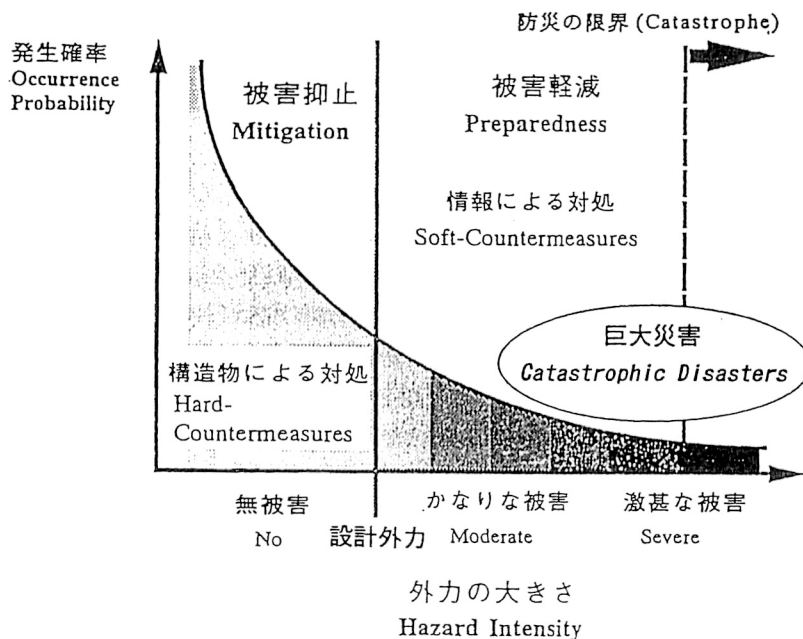 防災の限界 (Catastrophe)
発生確率
Occurrence
Probability
被害抑止
Mitigation
被害軽減
Preparedness
情報による対処
Soft-Countermeasures
巨大災害
Catastrophic Disasters
構造物による対処
Hard-
Countermeasures
無被害
No
設計外力
かなりな被害
Moderate
激甚な被害
Severe
外力の大きさ
Hazard Intensity